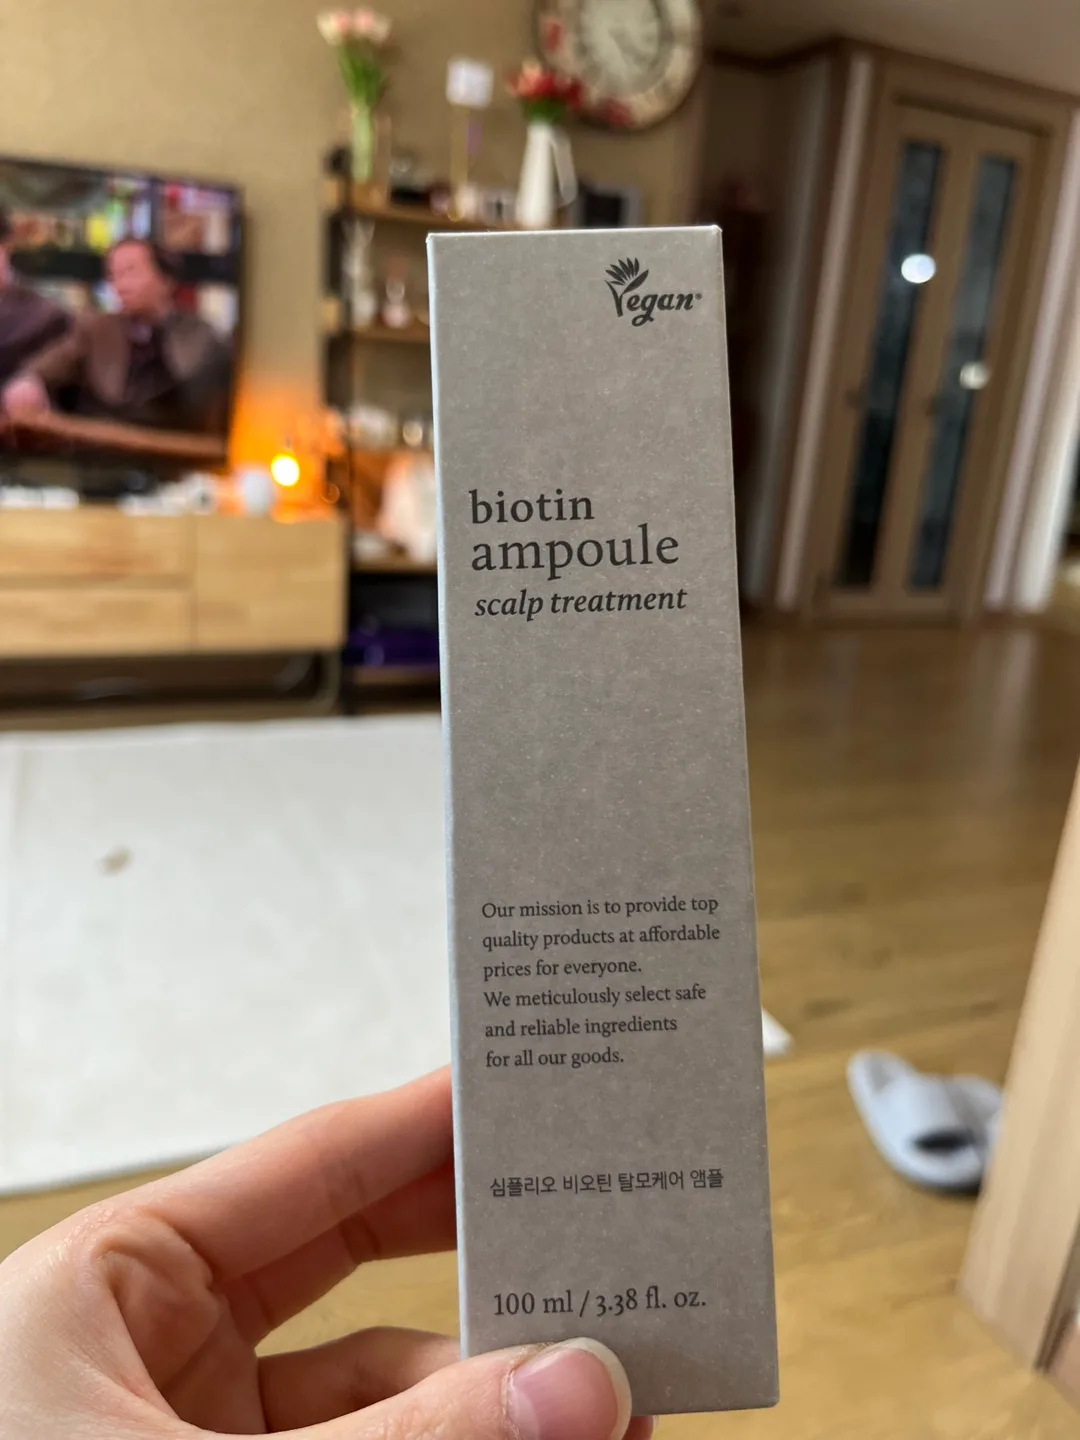 Vegan
biotin
ampoule
scalp treatment
Our mission is to provide top
quality products at affordable
prices for everyone.
We meticulously select safe
and reliable ingredients
for all our goods.
심플리오 비오틴 탈모케어 앰플
100 ml / 3.38 fl. oz.